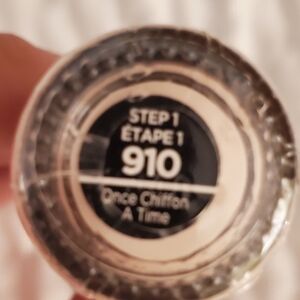 STEP 1
ÉTAPE 1
910
Once Chiffon
A Time